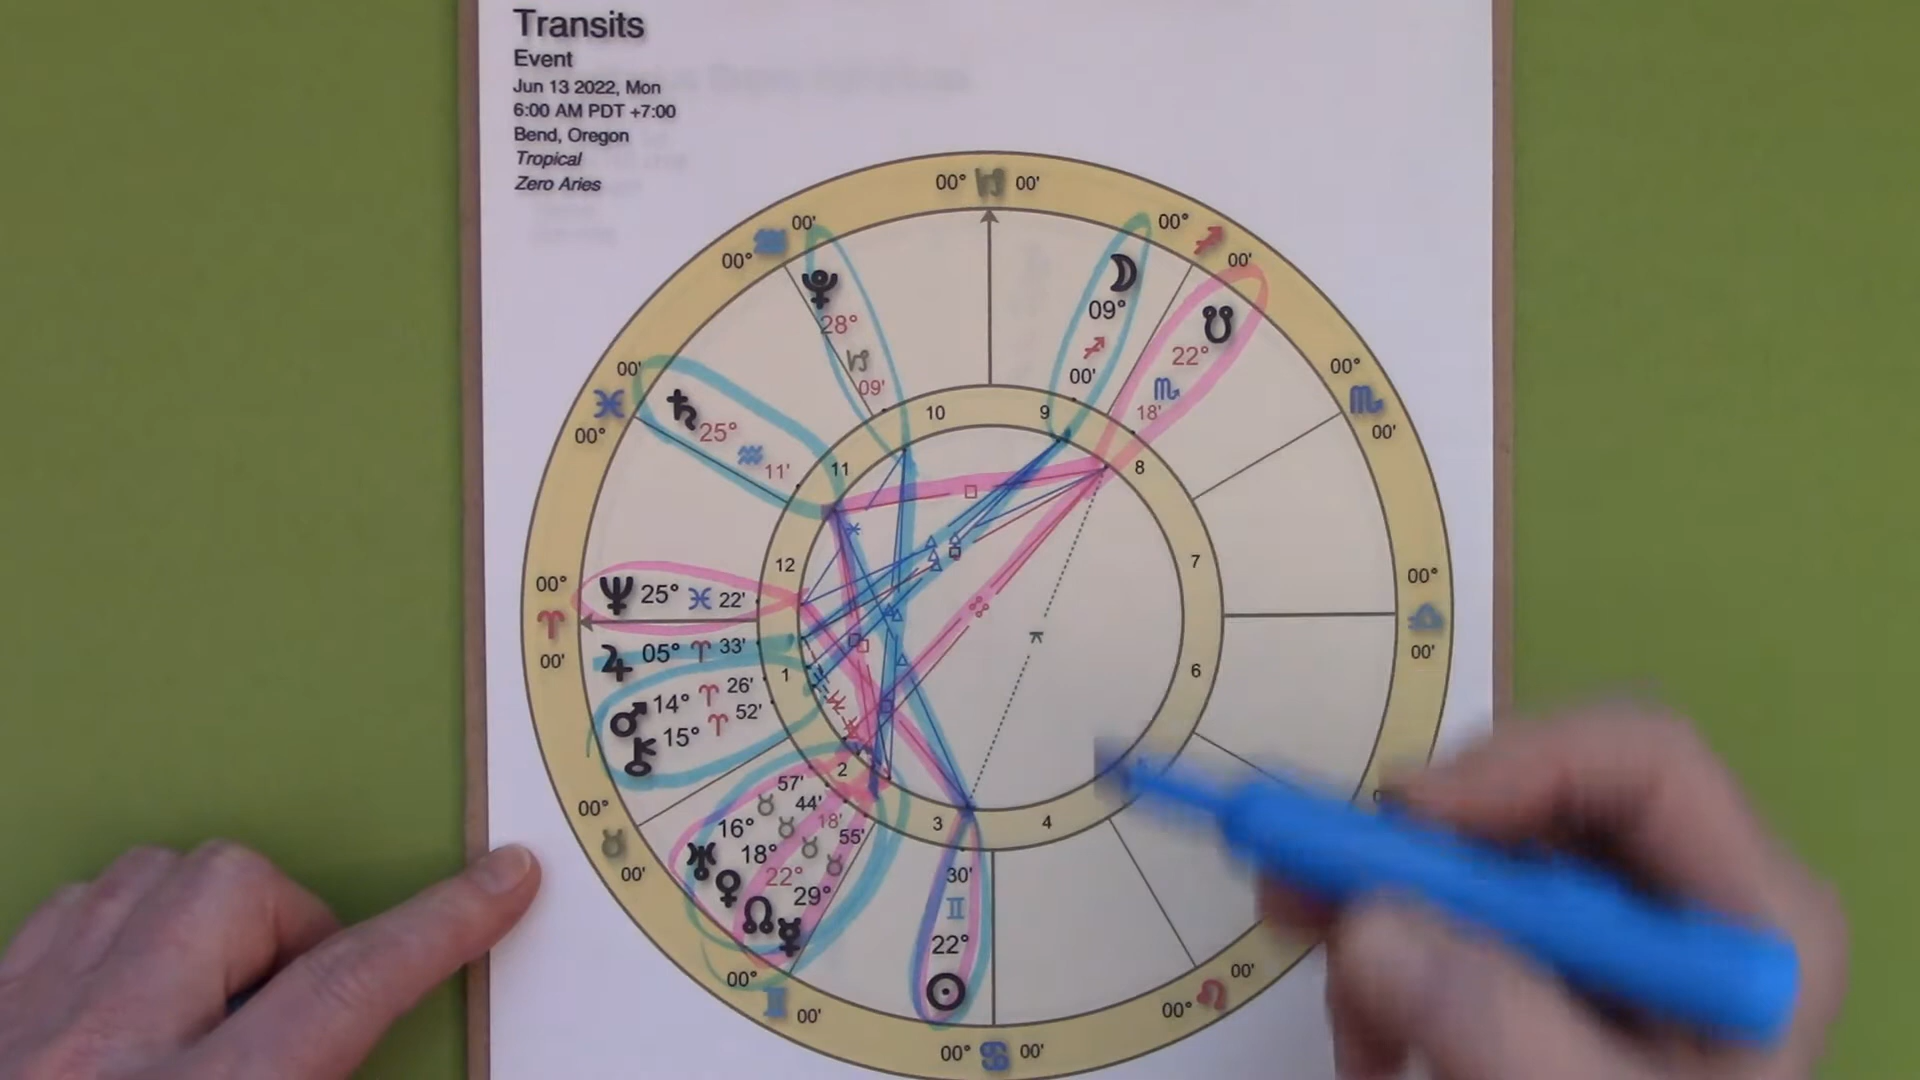 Transits
Event
Jun 13 2022, Mon
6:00 AM PDT +7:00
Bend, Oregon
Tropical
Zero Aries
00° ♑ 00'
00' ♒ 00°
00° ♐ 00'
♇ 28° ♑ 09'
☽ 09° ♐ 00'
☋ 22° ♏ 18'
00' ♓ 00°
00° ♏ 00'
♄ 25° ♒ 11'
10
9
11
8
12
7
00° ♈ 00'
00° ♎ 00'
♆ 25° ♓ 22'
♃ 05° ♈ 33'
♂ 14° ♈ 26'
⚷ 15° ♈ 52'
1
6
2
3
4
00° ♉ 00'
♅ 16° ♉ 57'
♀ 18° ♉ 44'
☊ 22° ♉ 18'
☿ 29° ♉ 55'
30' ♊ 22° ☉
00° ♊ 00'
00° ♌ 00'
00° ♋ 00'